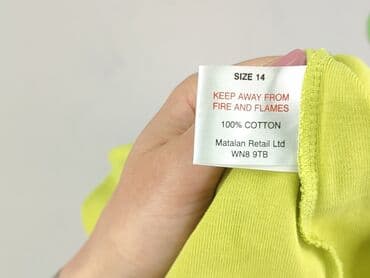 SIZE 14
KEEP AWAY FROM
FIRE AND FLAMES
100% COTTON
Matalan Retail Ltd
WN8 9TB